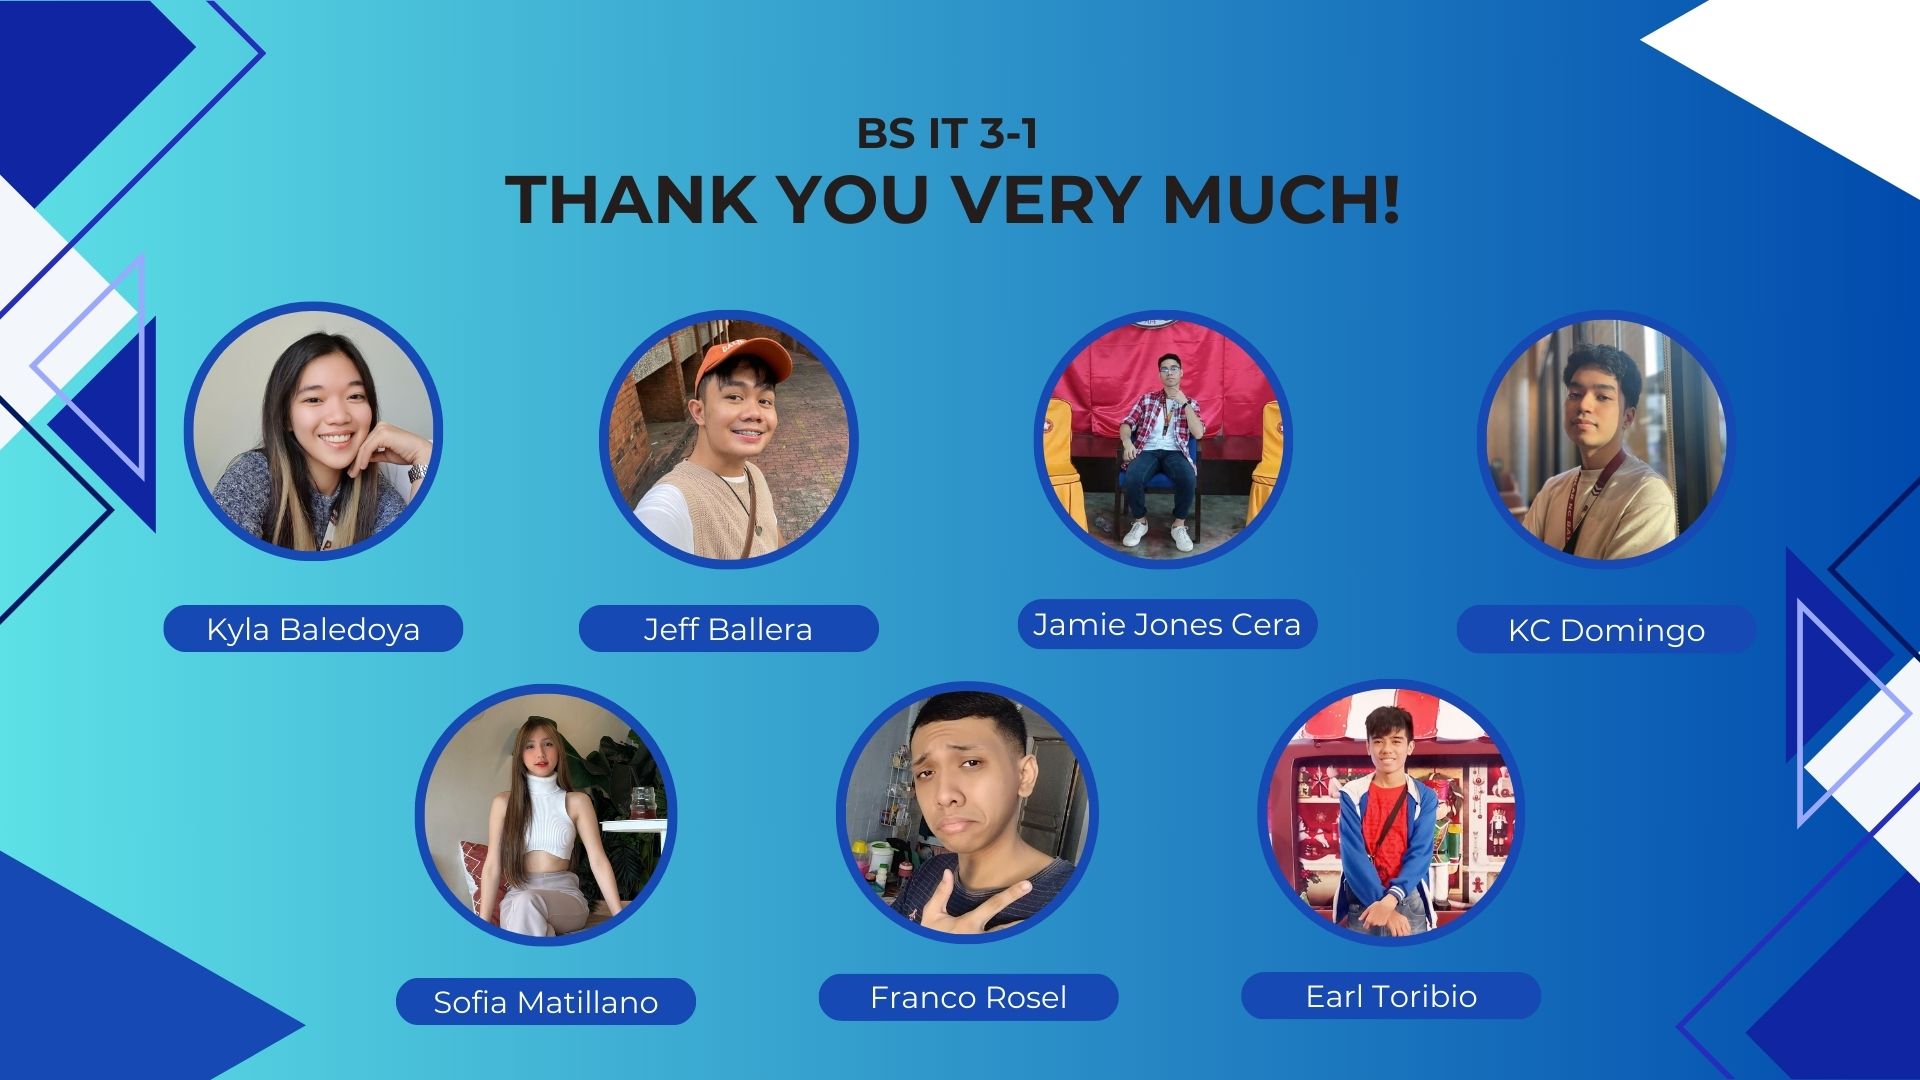 BS IT 3-1
THANK YOU VERY MUCH!
Kyla Baledoya
Jeff Ballera
Jamie Jones Cera
KC Domingo
Sofia Matillano
Franco Rosel
Earl Toribio